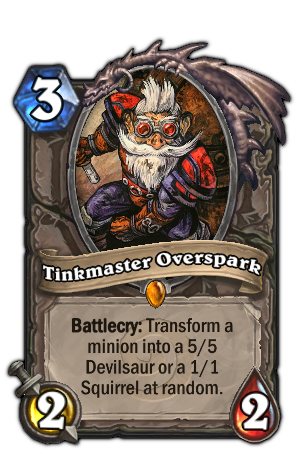 3
Tinkmaster Overspark
Battlecry: Transform a
minion into a 5/5
Devilsaur or a 1/1
Squirrel at random.
2
2